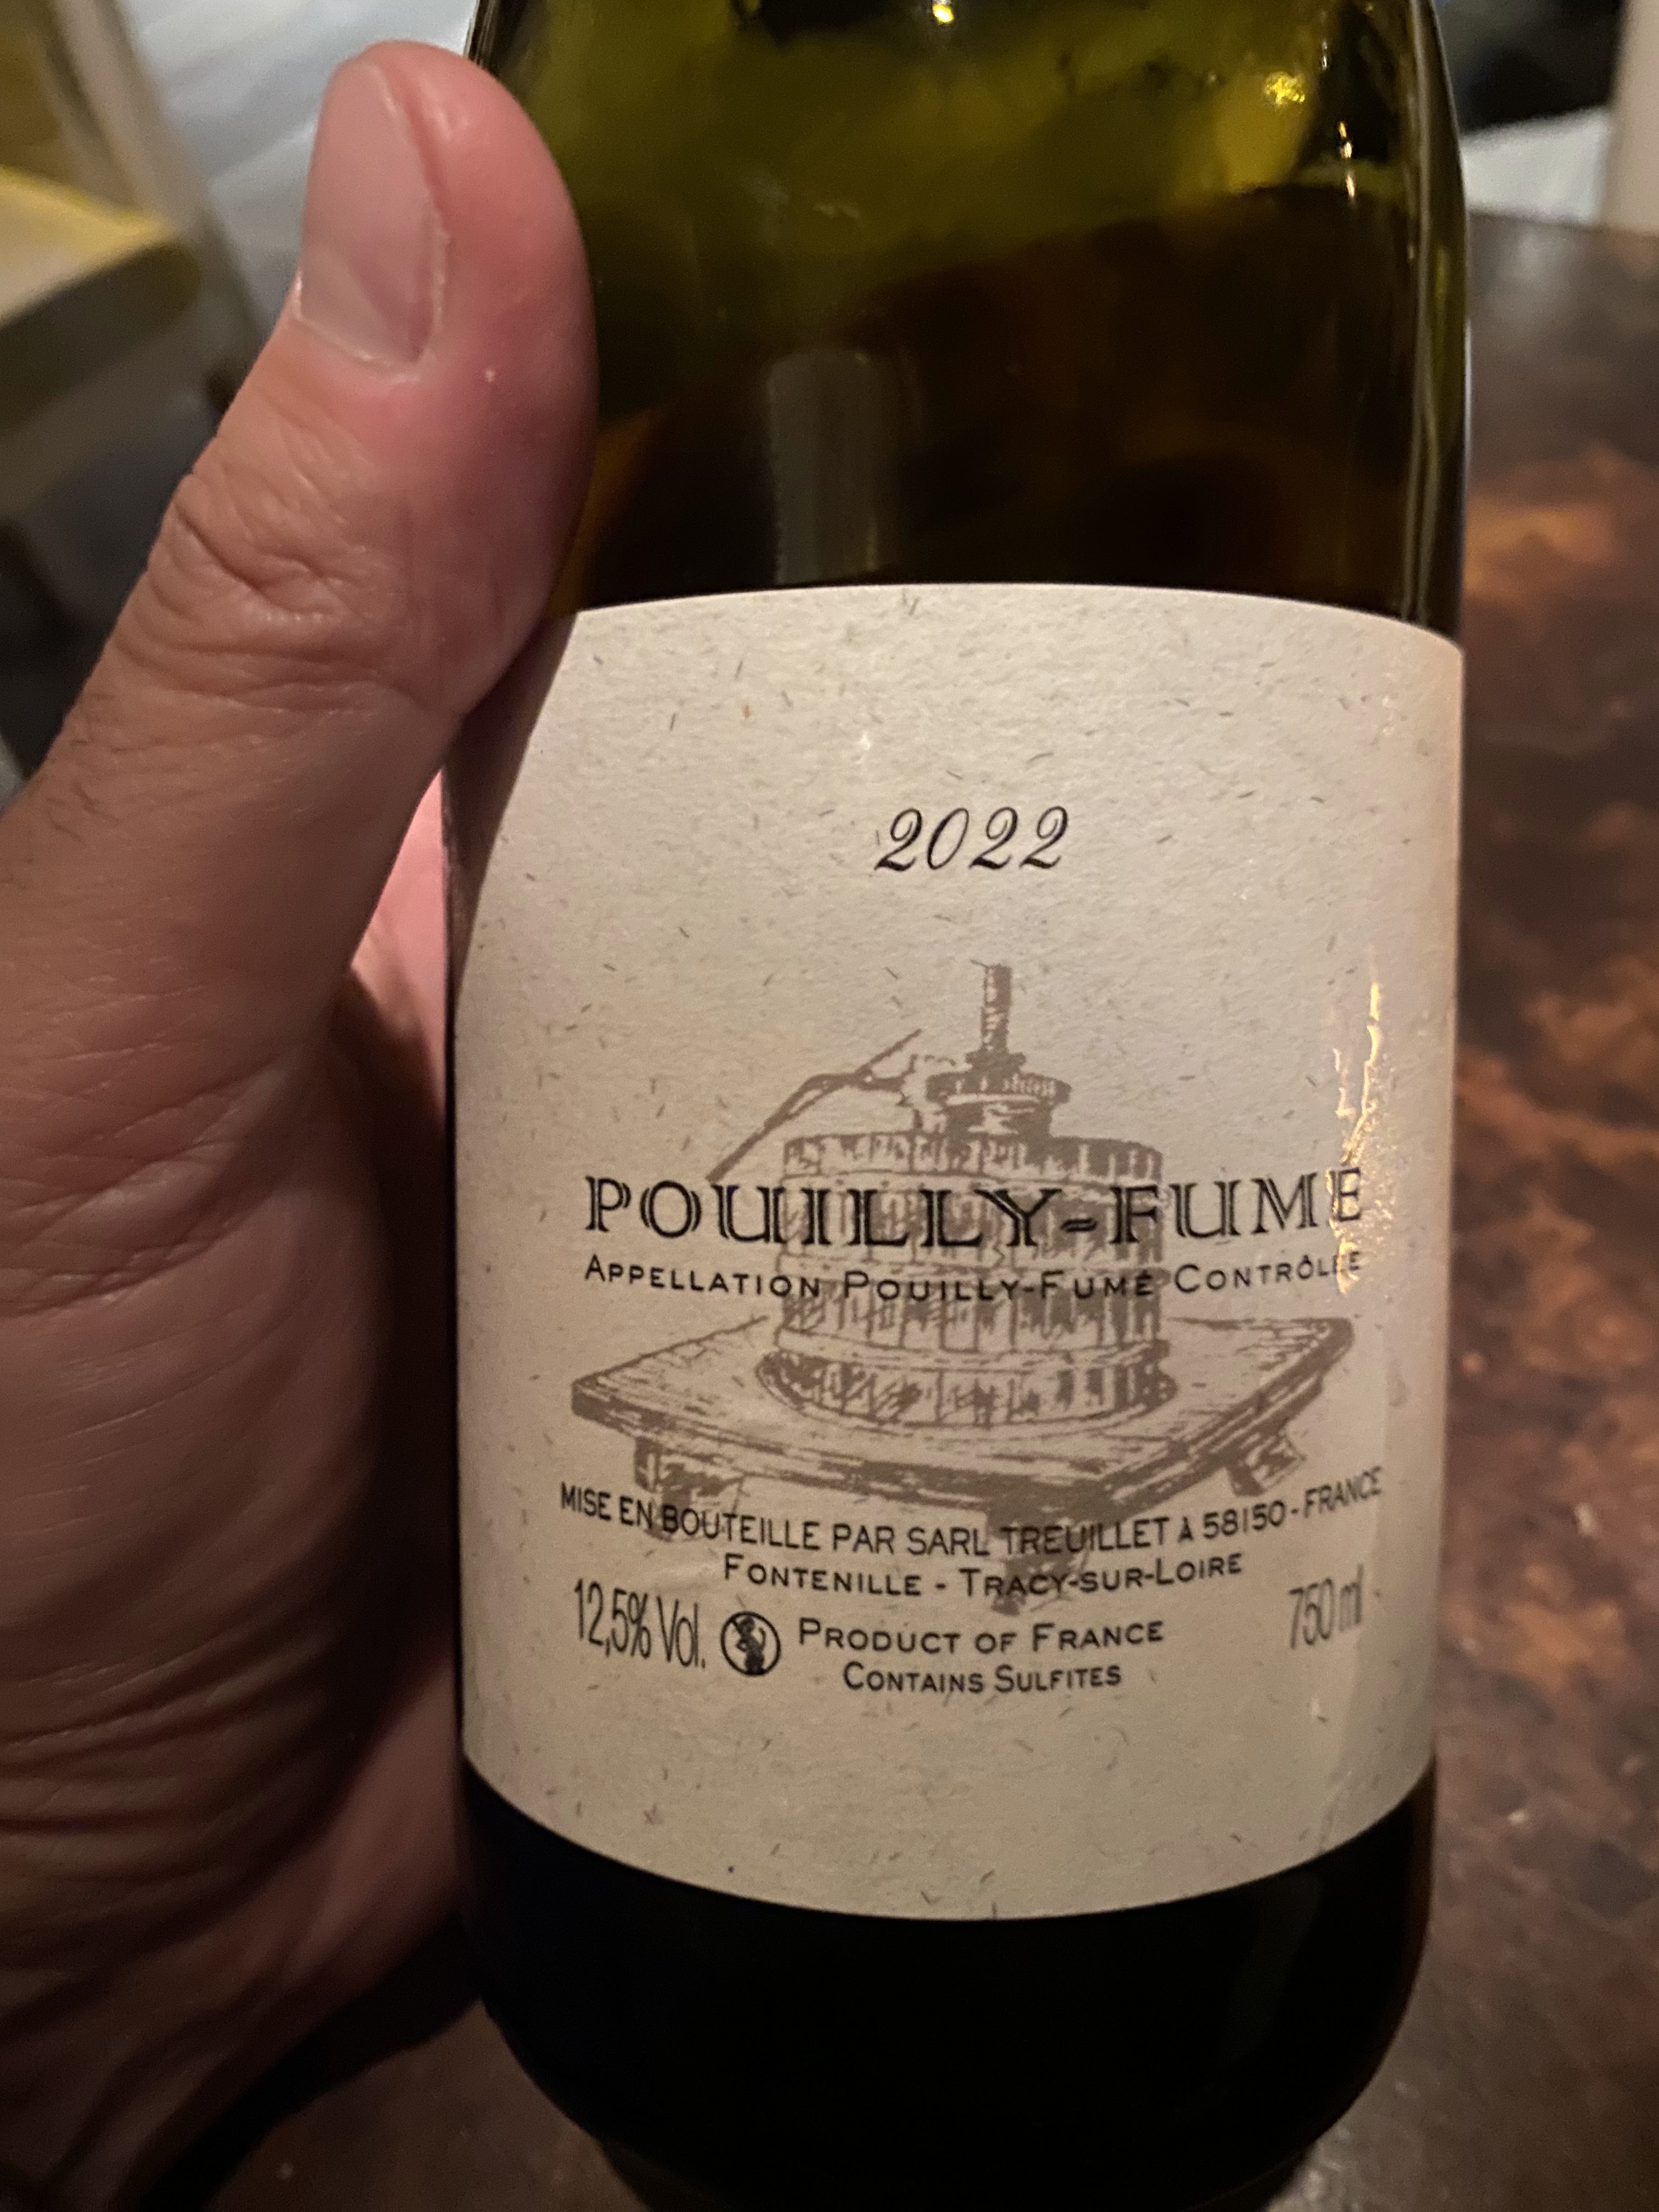 2022
POUILLY-FUMÉ
APPELLATION POUILLY-FUMÉ CONTRÔLÉE
MISE EN BOUTEILLE PAR SARL TREUILLET À 58150 - FRANCE
FONTENILLE - TRACY-SUR-LOIRE
12,5% Vol. PRODUCT OF FRANCE 750 ml
CONTAINS SULFITES